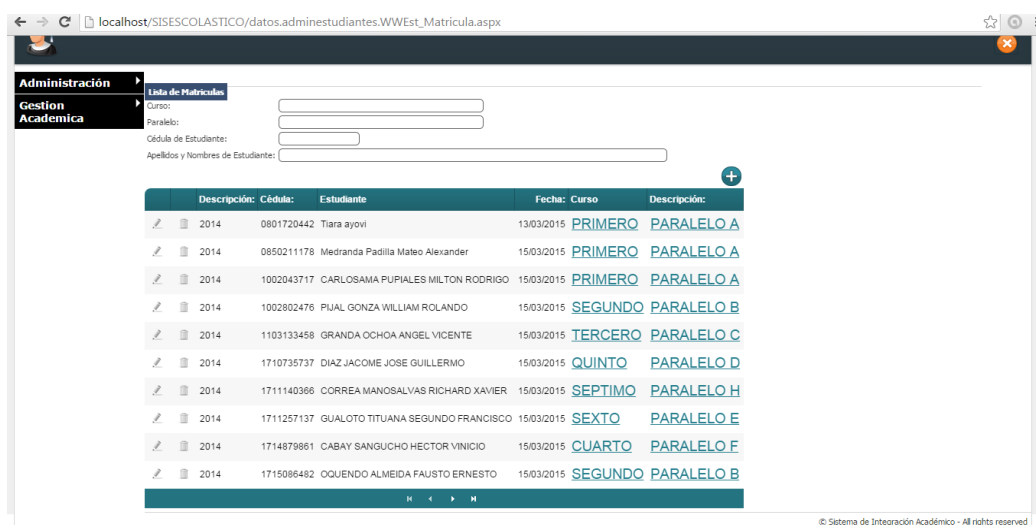 localhost/SISESCOLASTICO/datos.adminestudiantes.WWEst_Matricula.aspx
Administración
Gestion
Academica
Lista de Matriculas
Curso:
Paralelo:
Cédula de Estudiante:
Apellidos y Nombres de Estudiante:
Descripción: Cédula: Estudiante Fecha: Curso Descripción:
2014 0801720442 Tiara ayovi 13/03/2015 PRIMERO PARALELO A
2014 0850211178 Medranda Padilla Mateo Alexander 15/03/2015 PRIMERO PARALELO A
2014 1002043717 CARLOSAMA PUPIALES MILTON RODRIGO 15/03/2015 PRIMERO PARALELO A
2014 1002802476 PIJAL GONZA WILLIAM ROLANDO 15/03/2015 SEGUNDO PARALELO B
2014 1103133458 GRANDA OCHOA ANGEL VICENTE 15/03/2015 TERCERO PARALELO C
2014 1710735737 DIAZ JACOME JOSE GUILLERMO 15/03/2015 QUINTO PARALELO D
2014 1711140366 CORREA MANOSALVAS RICHARD XAVIER 15/03/2015 SEPTIMO PARALELO H
2014 1711257137 GUALOTO TITUANA SEGUNDO FRANCISCO 15/03/2015 SEXTO PARALELO E
2014 1714879861 CABAY SANGUCHO HECTOR VINICIO 15/03/2015 CUARTO PARALELO F
2014 1715086482 OQUENDO ALMEIDA FAUSTO ERNESTO 15/03/2015 SEGUNDO PARALELO B
© Sistema de Integración Académico - All rights reserved